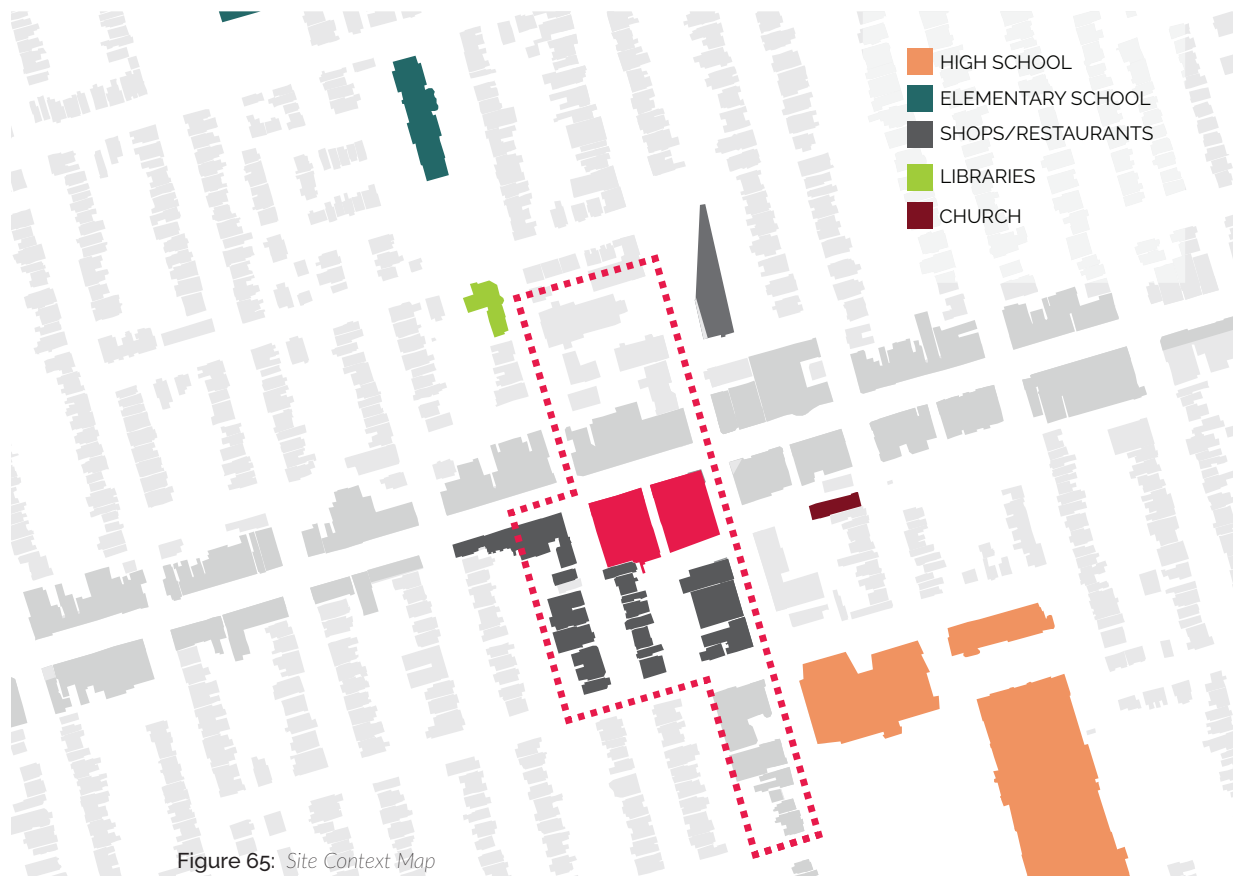 HIGH SCHOOL
ELEMENTARY SCHOOL
SHOPS/RESTAURANTS
LIBRARIES
CHURCH
Figure 65: Site Context Map